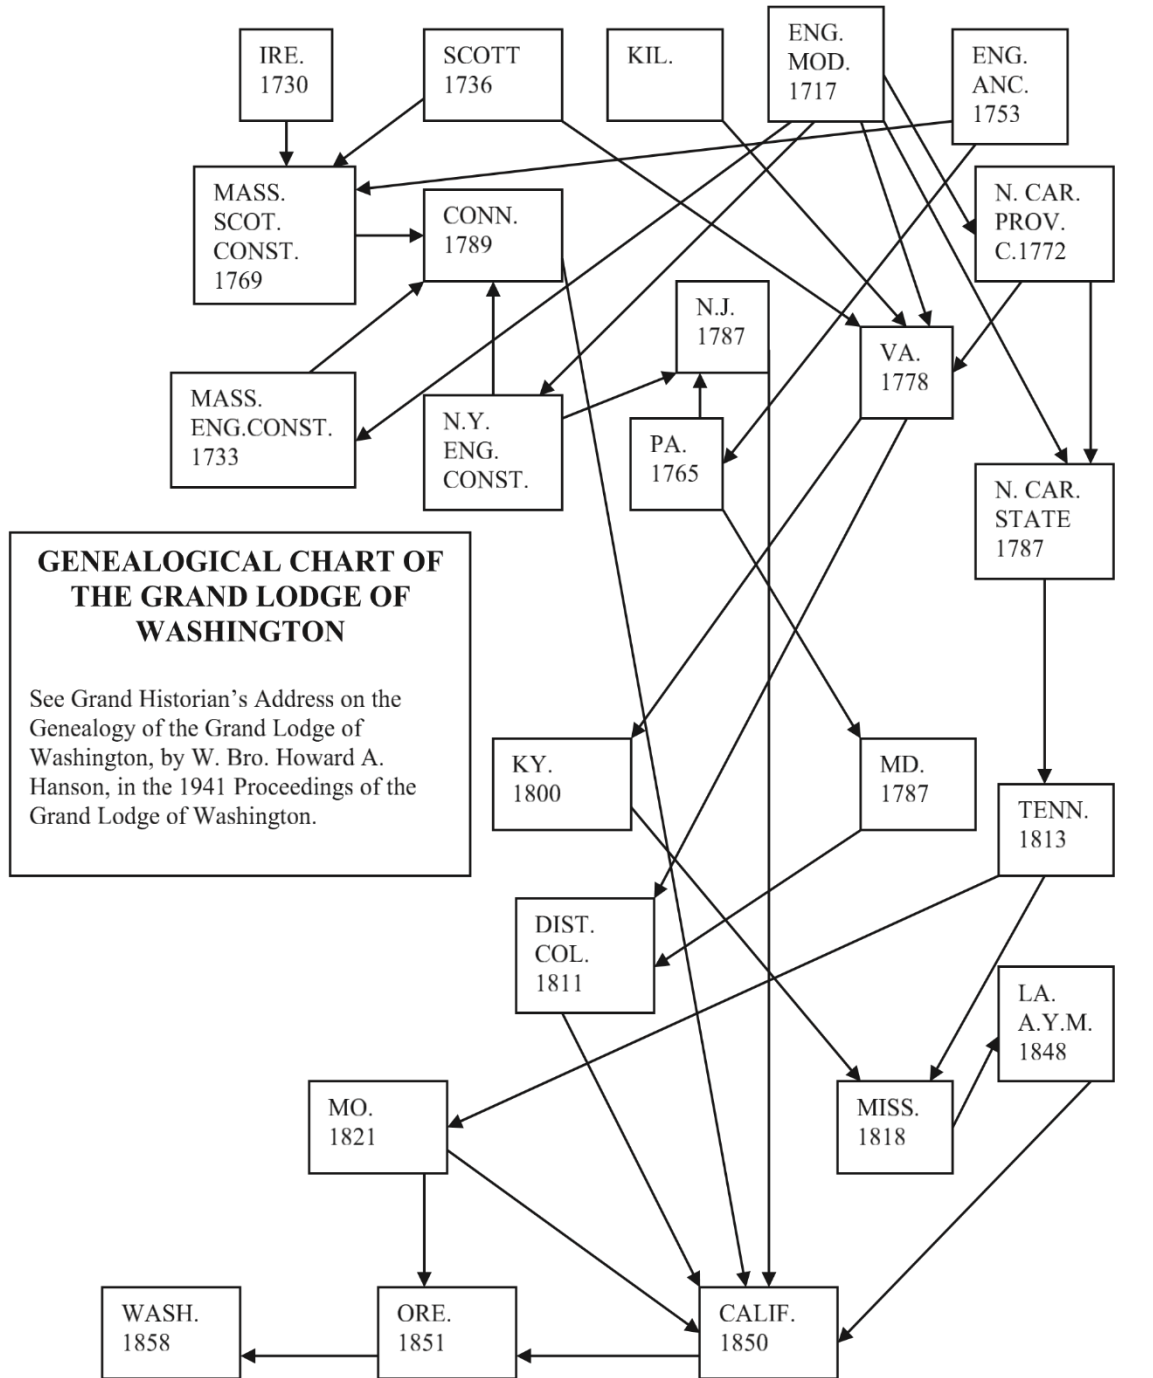 IRE.
1730
SCOTT
1736
KIL.
ENG.
MOD.
1717
ENG.
ANC.
1753
MASS.
SCOT.
CONST.
1769
CONN.
1789
N. CAR.
PROV.
C.1772
N.J.
1787
VA.
1778
MASS.
ENG.CONST.
1733
N.Y.
ENG.
CONST.
PA.
1765
N. CAR.
STATE
1787
GENEALOGICAL CHART OF
THE GRAND LODGE OF
WASHINGTON
See Grand Historian's Address on the
Genealogy of the Grand Lodge of
Washington, by W. Bro. Howard A.
Hanson, in the 1941 Proceedings of the
Grand Lodge of Washington.
KY.
1800
MD.
1787
TENN.
1813
DIST.
COL.
1811
LA.
A.Y.M.
1848
MO.
1821
MISS.
1818
WASH.
1858
ORE.
1851
CALIF.
1850